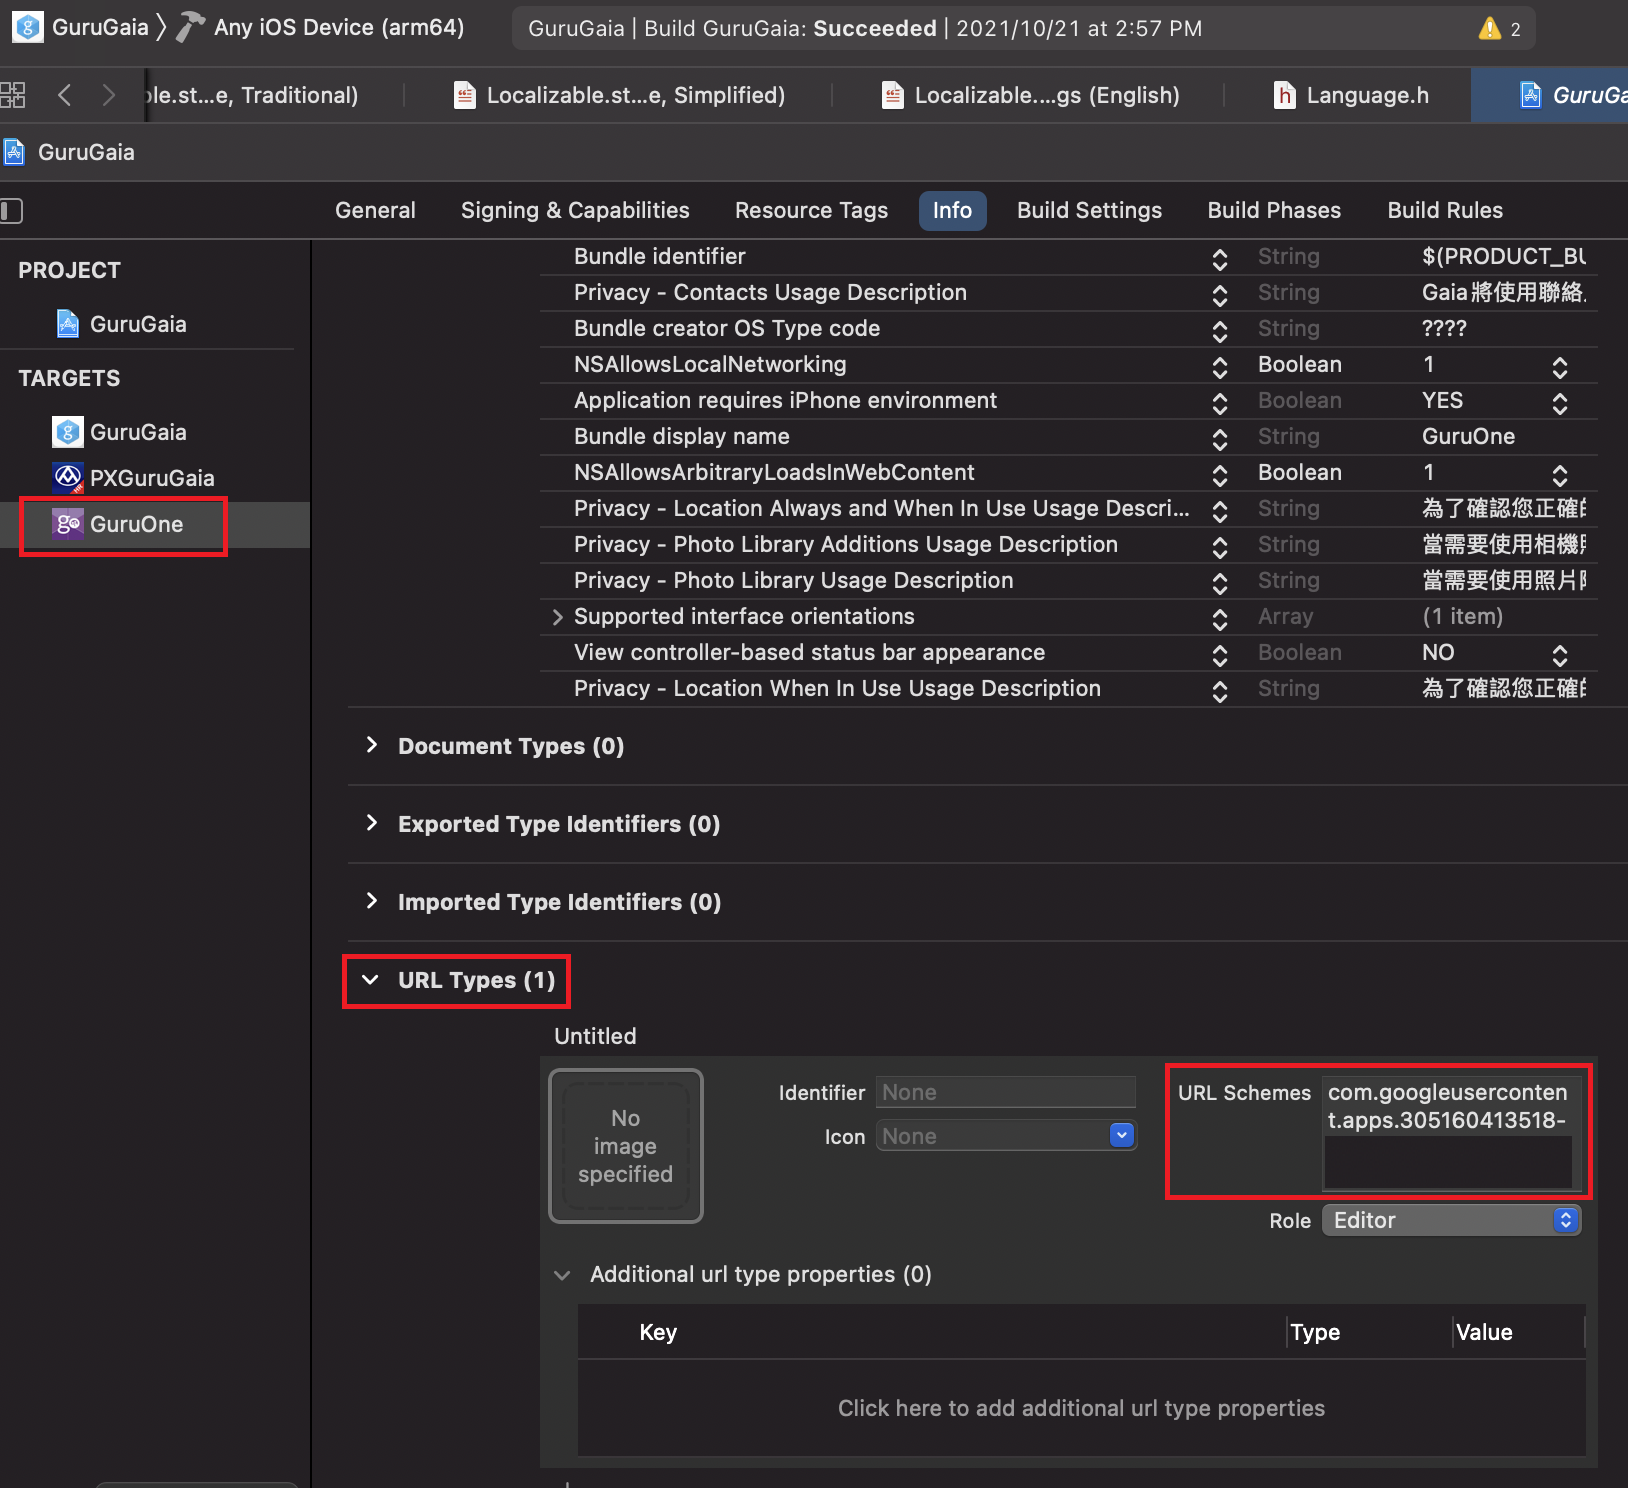 GuruGaia 〉 Any iOS Device (arm64)
GuruGaia | Build GuruGaia: Succeeded | 2021/10/21 at 2:57 PM
2
ble.st...e, Traditional)
Localizable.st...e, Simplified)
Localizable....gs (English)
h Language.h
GuruGa
GuruGaia
General
Signing & Capabilities
Resource Tags
Info
Build Settings
Build Phases
Build Rules
PROJECT
GuruGaia
TARGETS
GuruGaia
PXGuruGaia
GuruOne
Bundle identifier String $(PRODUCT_BU
Privacy - Contacts Usage Description String Gaia將使用聯絡
Bundle creator OS Type code String ????
NSAllowsLocalNetworking Boolean 1
Application requires iPhone environment Boolean YES
Bundle display name String GuruOne
NSAllowsArbitraryLoadsInWebContent Boolean 1
Privacy - Location Always and When In Use Usage Descri... String 為了確認您正確
Privacy - Photo Library Additions Usage Description String 當需要使用相機
Privacy - Photo Library Usage Description String 當需要使用照片
Supported interface orientations Array (1 item)
View controller-based status bar appearance Boolean NO
Privacy - Location When In Use Usage Description String 為了確認您正確
Document Types (0)
Exported Type Identifiers (0)
Imported Type Identifiers (0)
URL Types (1)
Untitled
No
image
specified
Identifier None
Icon None
URL Schemes com.googleuserconten
t.apps.305160413518-
Role Editor
Additional url type properties (0)
Key Type Value
Click here to add additional url type properties